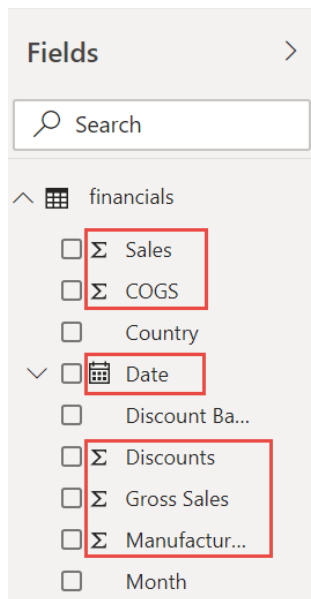 Fields
Search
financials
Σ Sales
Σ COGS
Country
Date
Discount Ba...
Σ Discounts
Σ Gross Sales
Σ Manufactur...
Month